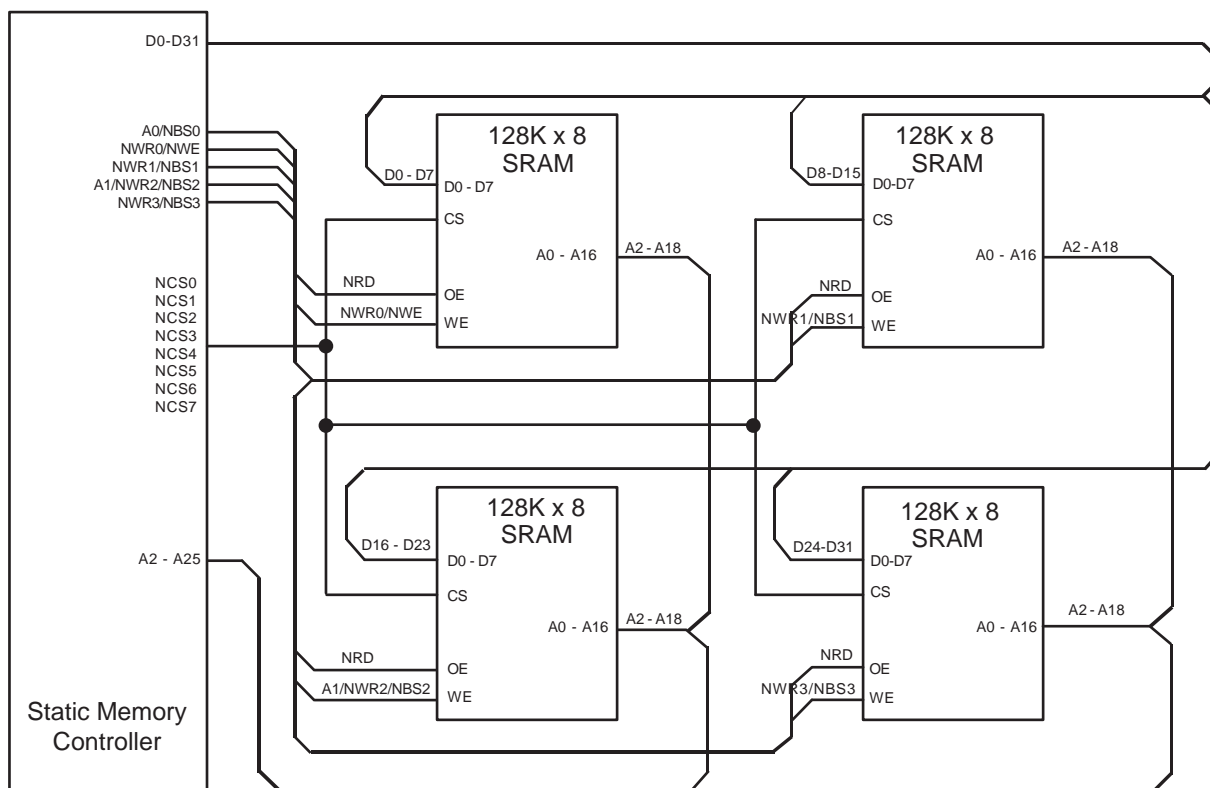 D0-D31
A0/NBS0
NWR0/NWE
NWR1/NBS1
A1/NWR2/NBS2
NWR3/NBS3
NCS0
NCS1
NCS2
NCS3
NCS4
NCS5
NCS6
NCS7
A2 - A25
Static Memory
Controller
128K x 8
SRAM
D0 - D7
D0 - D7
CS
A0 - A16
A2 - A18
NRD
OE
NWR0/NWE
WE
128K x 8
SRAM
D8-D15
D0-D7
CS
A0 - A16
A2 - A18
NRD
OE
NWR1/NBS1
WE
128K x 8
SRAM
D16 - D23
D0 - D7
CS
A0 - A16
A2 - A18
NRD
OE
A1/NWR2/NBS2
WE
128K x 8
SRAM
D24-D31
D0-D7
CS
A0 - A16
A2 - A18
NRD
OE
NWR3/NBS3
WE